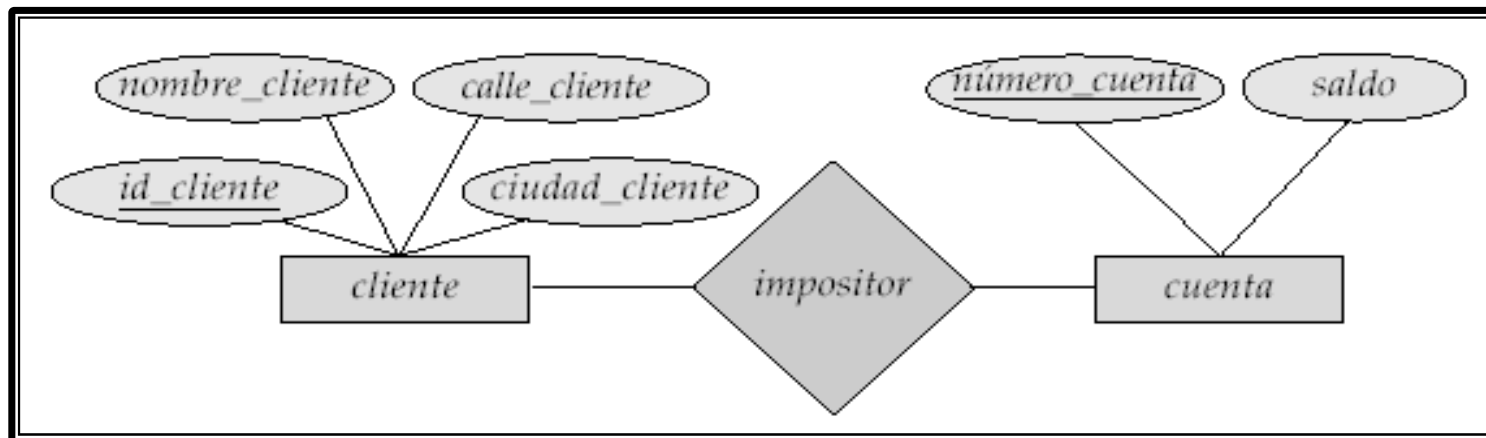 nombre_cliente calle_cliente número_cuenta saldo
id_cliente ciudad_cliente
cliente impositor cuenta